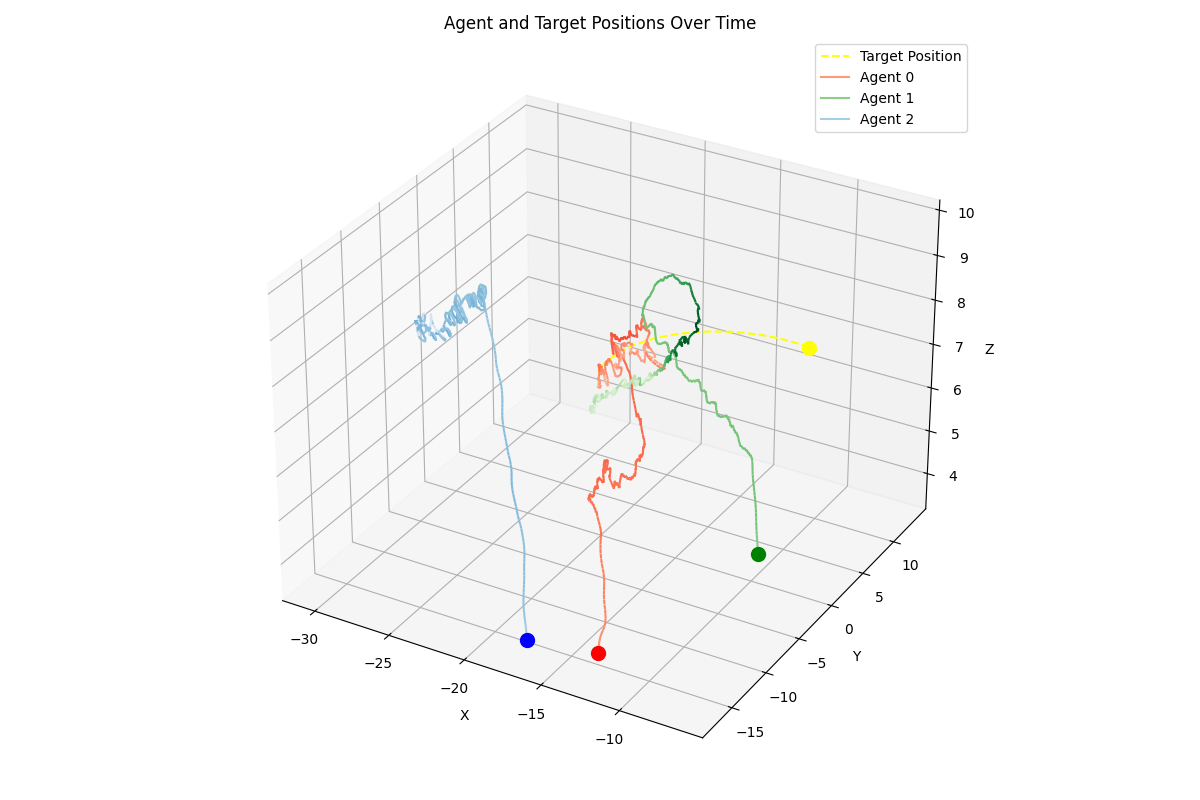 Agent and Target Positions Over Time
Target Position
Agent 0
Agent 1
Agent 2
10
9
8
7
6
5
4
Z
10
5
0
−5
−10
−15
Y
−30
−25
−20
−15
−10
X